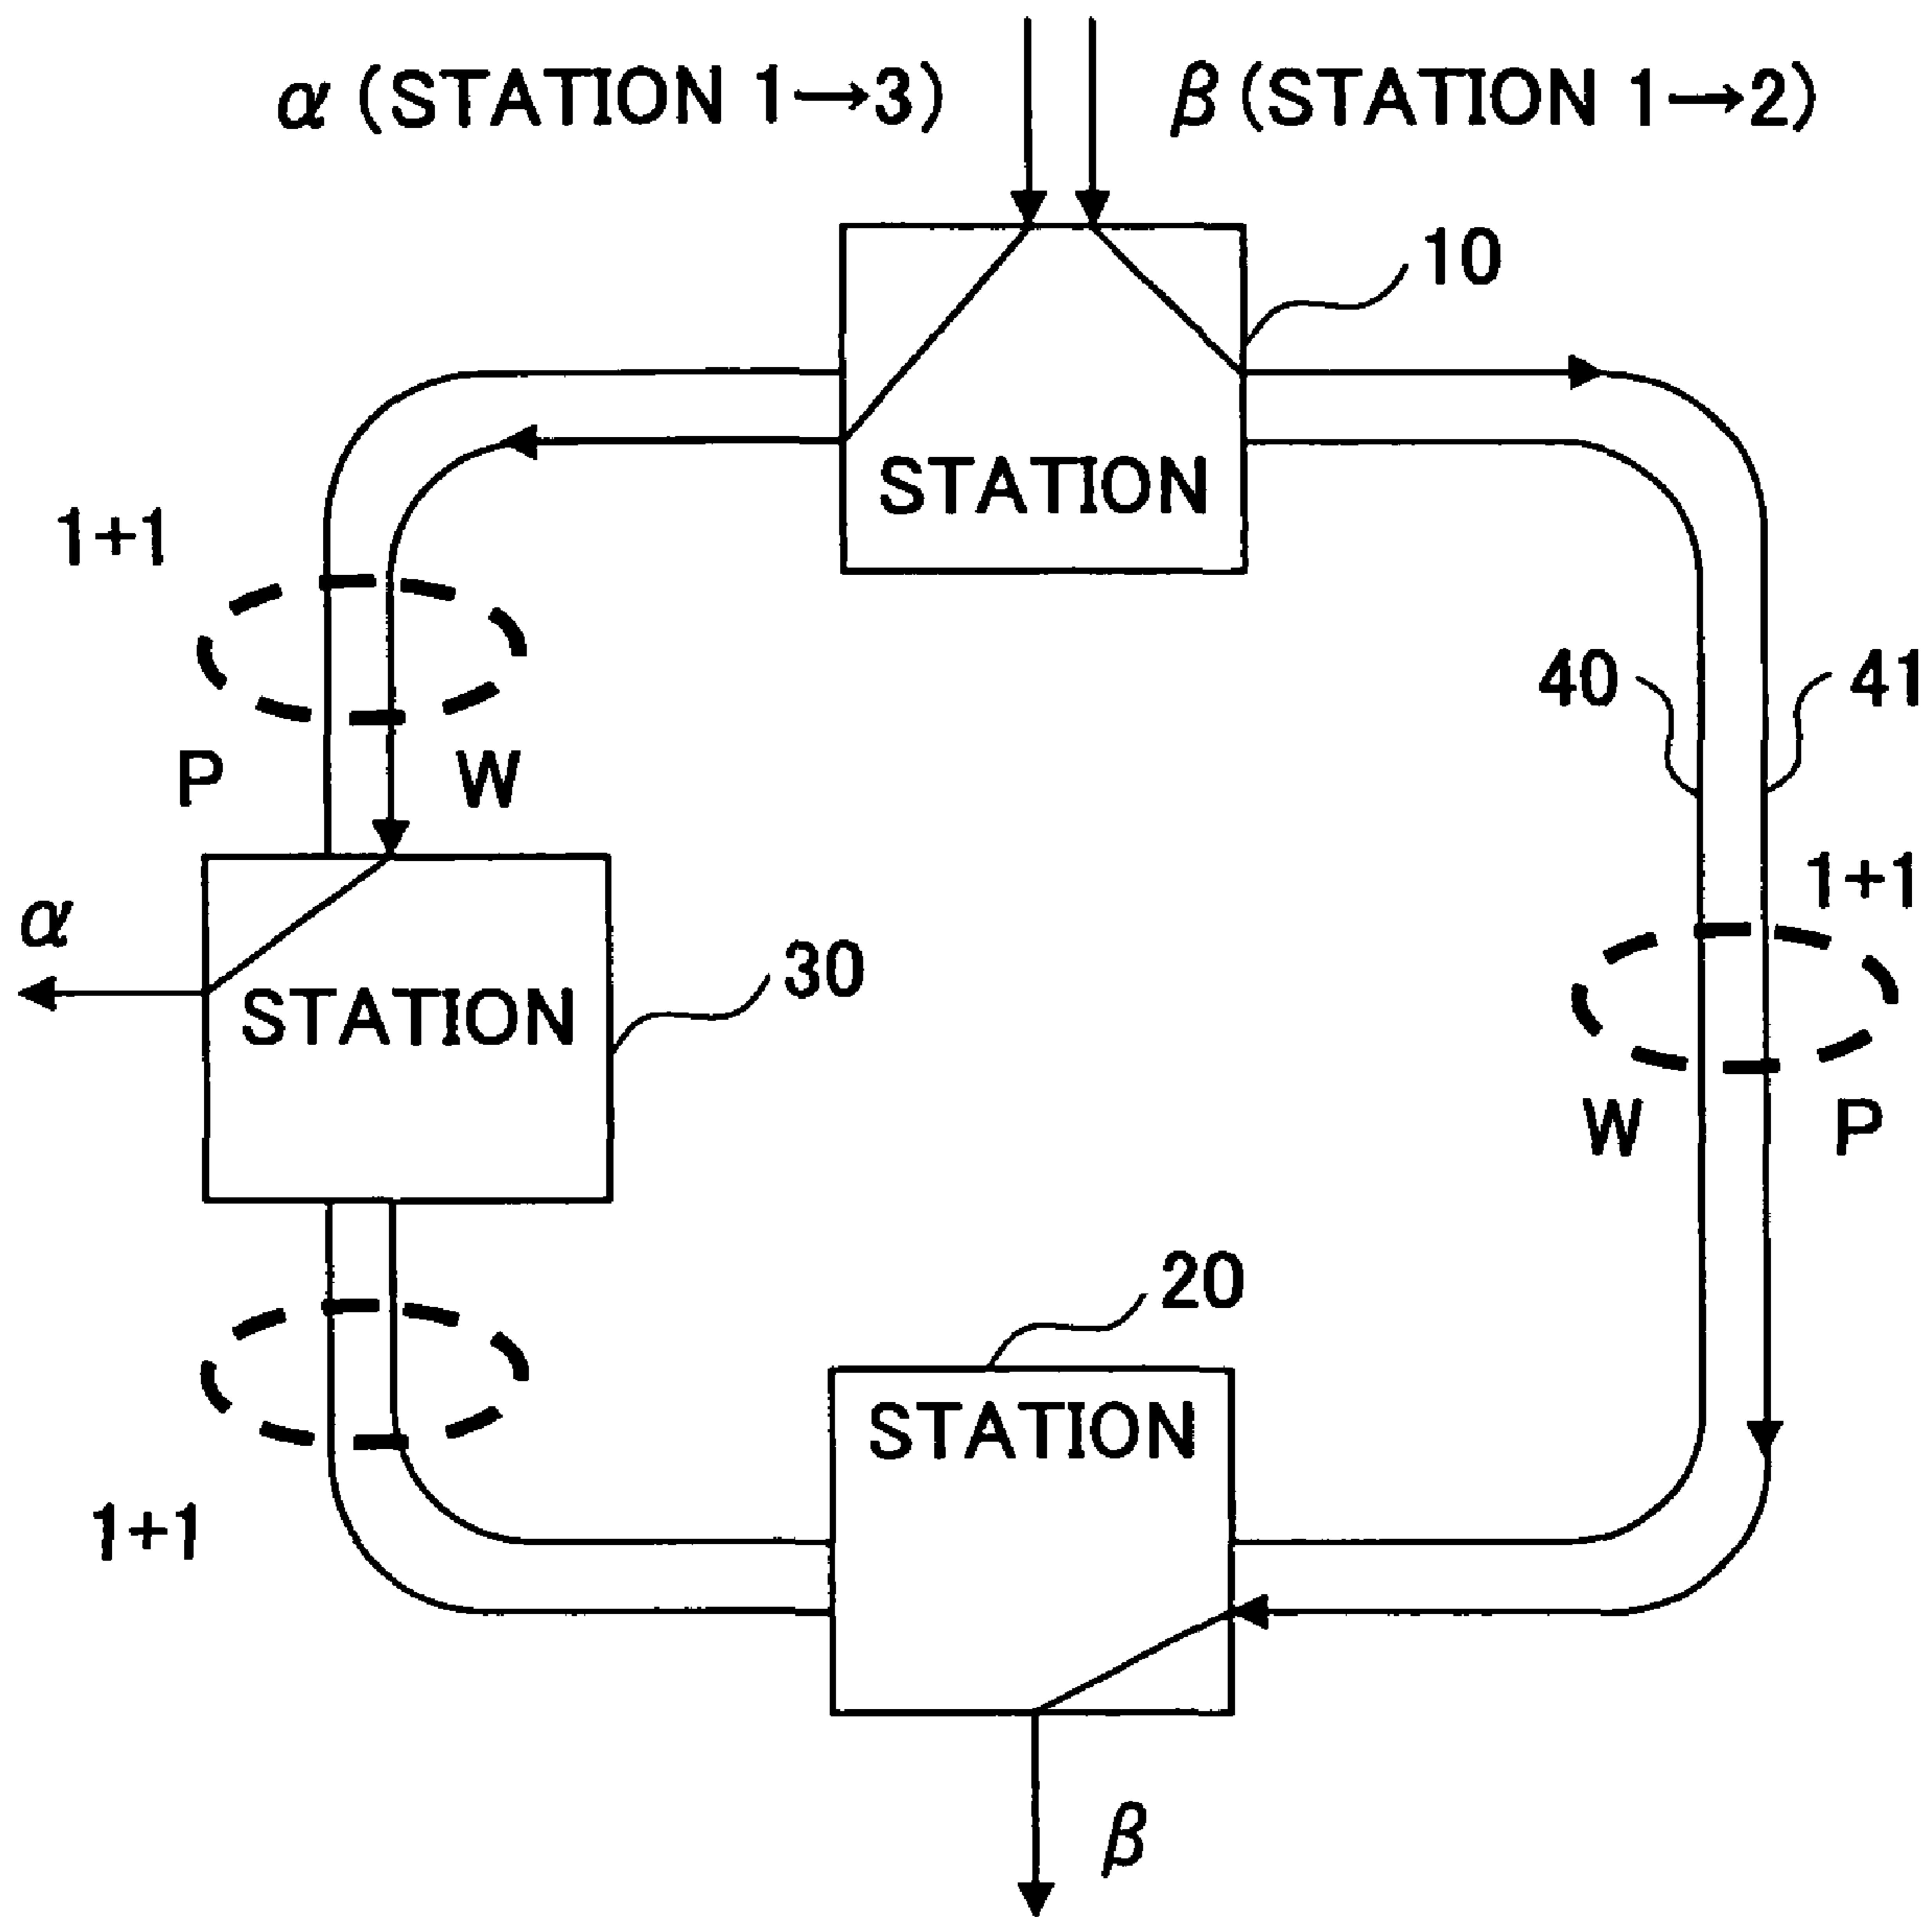 α (STATION 1→3)
β (STATION 1→2)
10
STATION
1+1
40
41
P
W
1+1
α
30
STATION
W
P
20
STATION
1+1
β